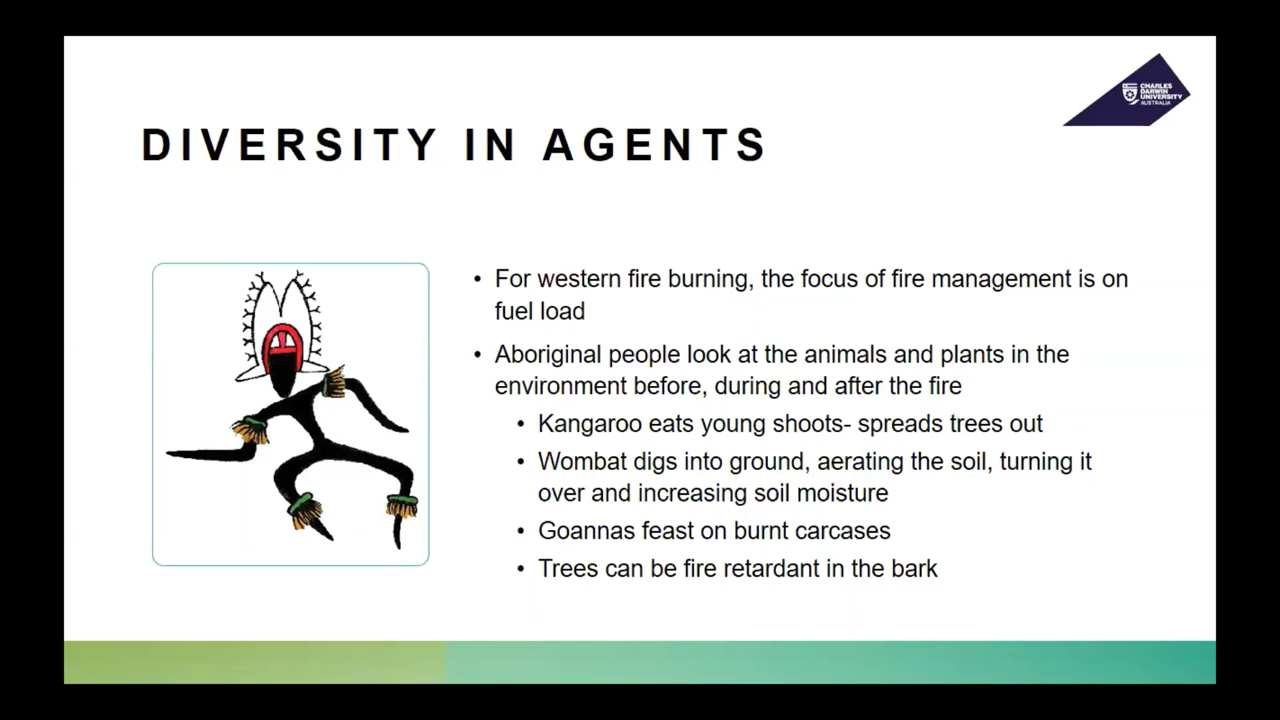 CHARLES
DARWIN
UNIVERSITY
AUSTRALIA
DIVERSITY IN AGENTS
• For western fire burning, the focus of fire management is on
fuel load
• Aboriginal people look at the animals and plants in the
environment before, during and after the fire
• Kangaroo eats young shoots- spreads trees out
• Wombat digs into ground, aerating the soil, turning it
over and increasing soil moisture
• Goannas feast on burnt carcases
• Trees can be fire retardant in the bark